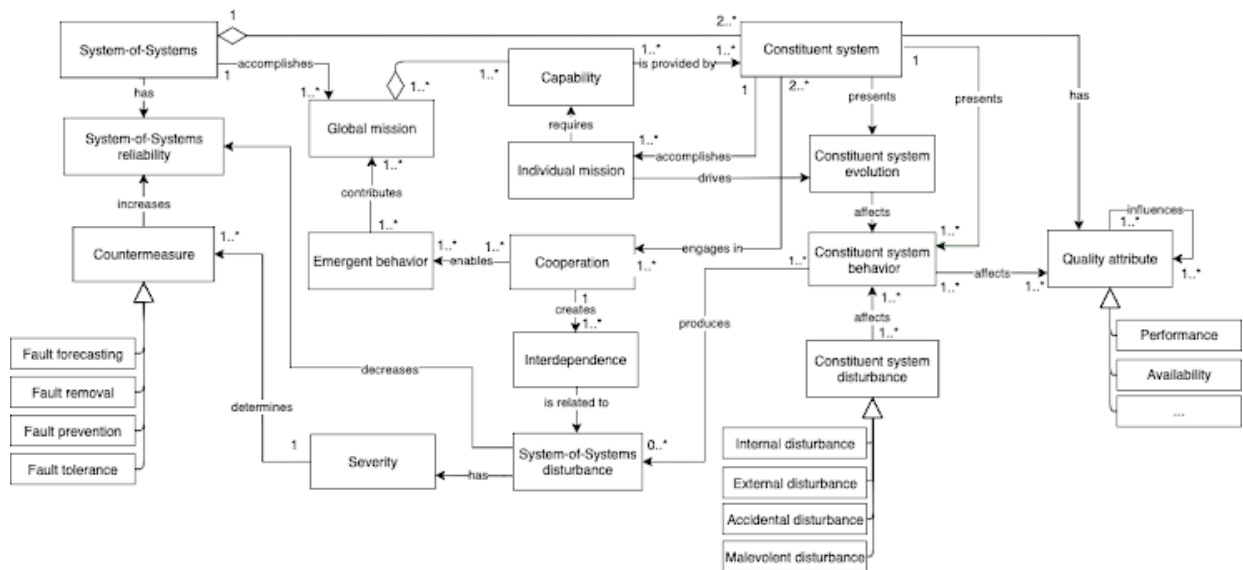 1
2..*
System-of-Systems
Constituent system
1
accomplishes
1..*
1..*
Capability
1..*
is provided by
1..*
1
2..*
1
has
1..*
1..*
Global mission
1..*
requires
presents
presents
has
System-of-Systems
reliability
Individual mission
1..*
accomplishes
drives
Constituent system
evolution
increases
contributes
affects
influences
1..*
1..*
Countermeasure
1..*
Emergent behavior
1..*
enables
1..*
Cooperation
1..*
engages in
1..*
Constituent system
behavior
1..*
1..*
affects
1..*
Quality attribute
1..*
1
creates
1..*
1..*
affects
1..*
produces
Fault forecasting
Fault removal
Fault prevention
Fault tolerance
decreases
Interdependence
Constituent system
disturbance
Performance
Availability
...
determines
is related to
1
Severity
has
System-of-Systems
disturbance
0..*
Internal disturbance
External disturbance
Accidental disturbance
Malevolent disturbance